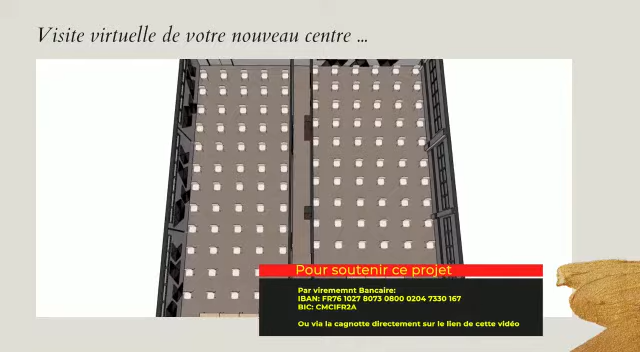 Visite virtuelle de votre nouveau centre ...
Pour soutenir ce projet
Par virememnt Bancaire:
IBAN: FR76 1027 8073 0800 0204 7330 167
BIC: CMCIFR2A
Ou via la cagnotte directement sur le lien de cette vidéo